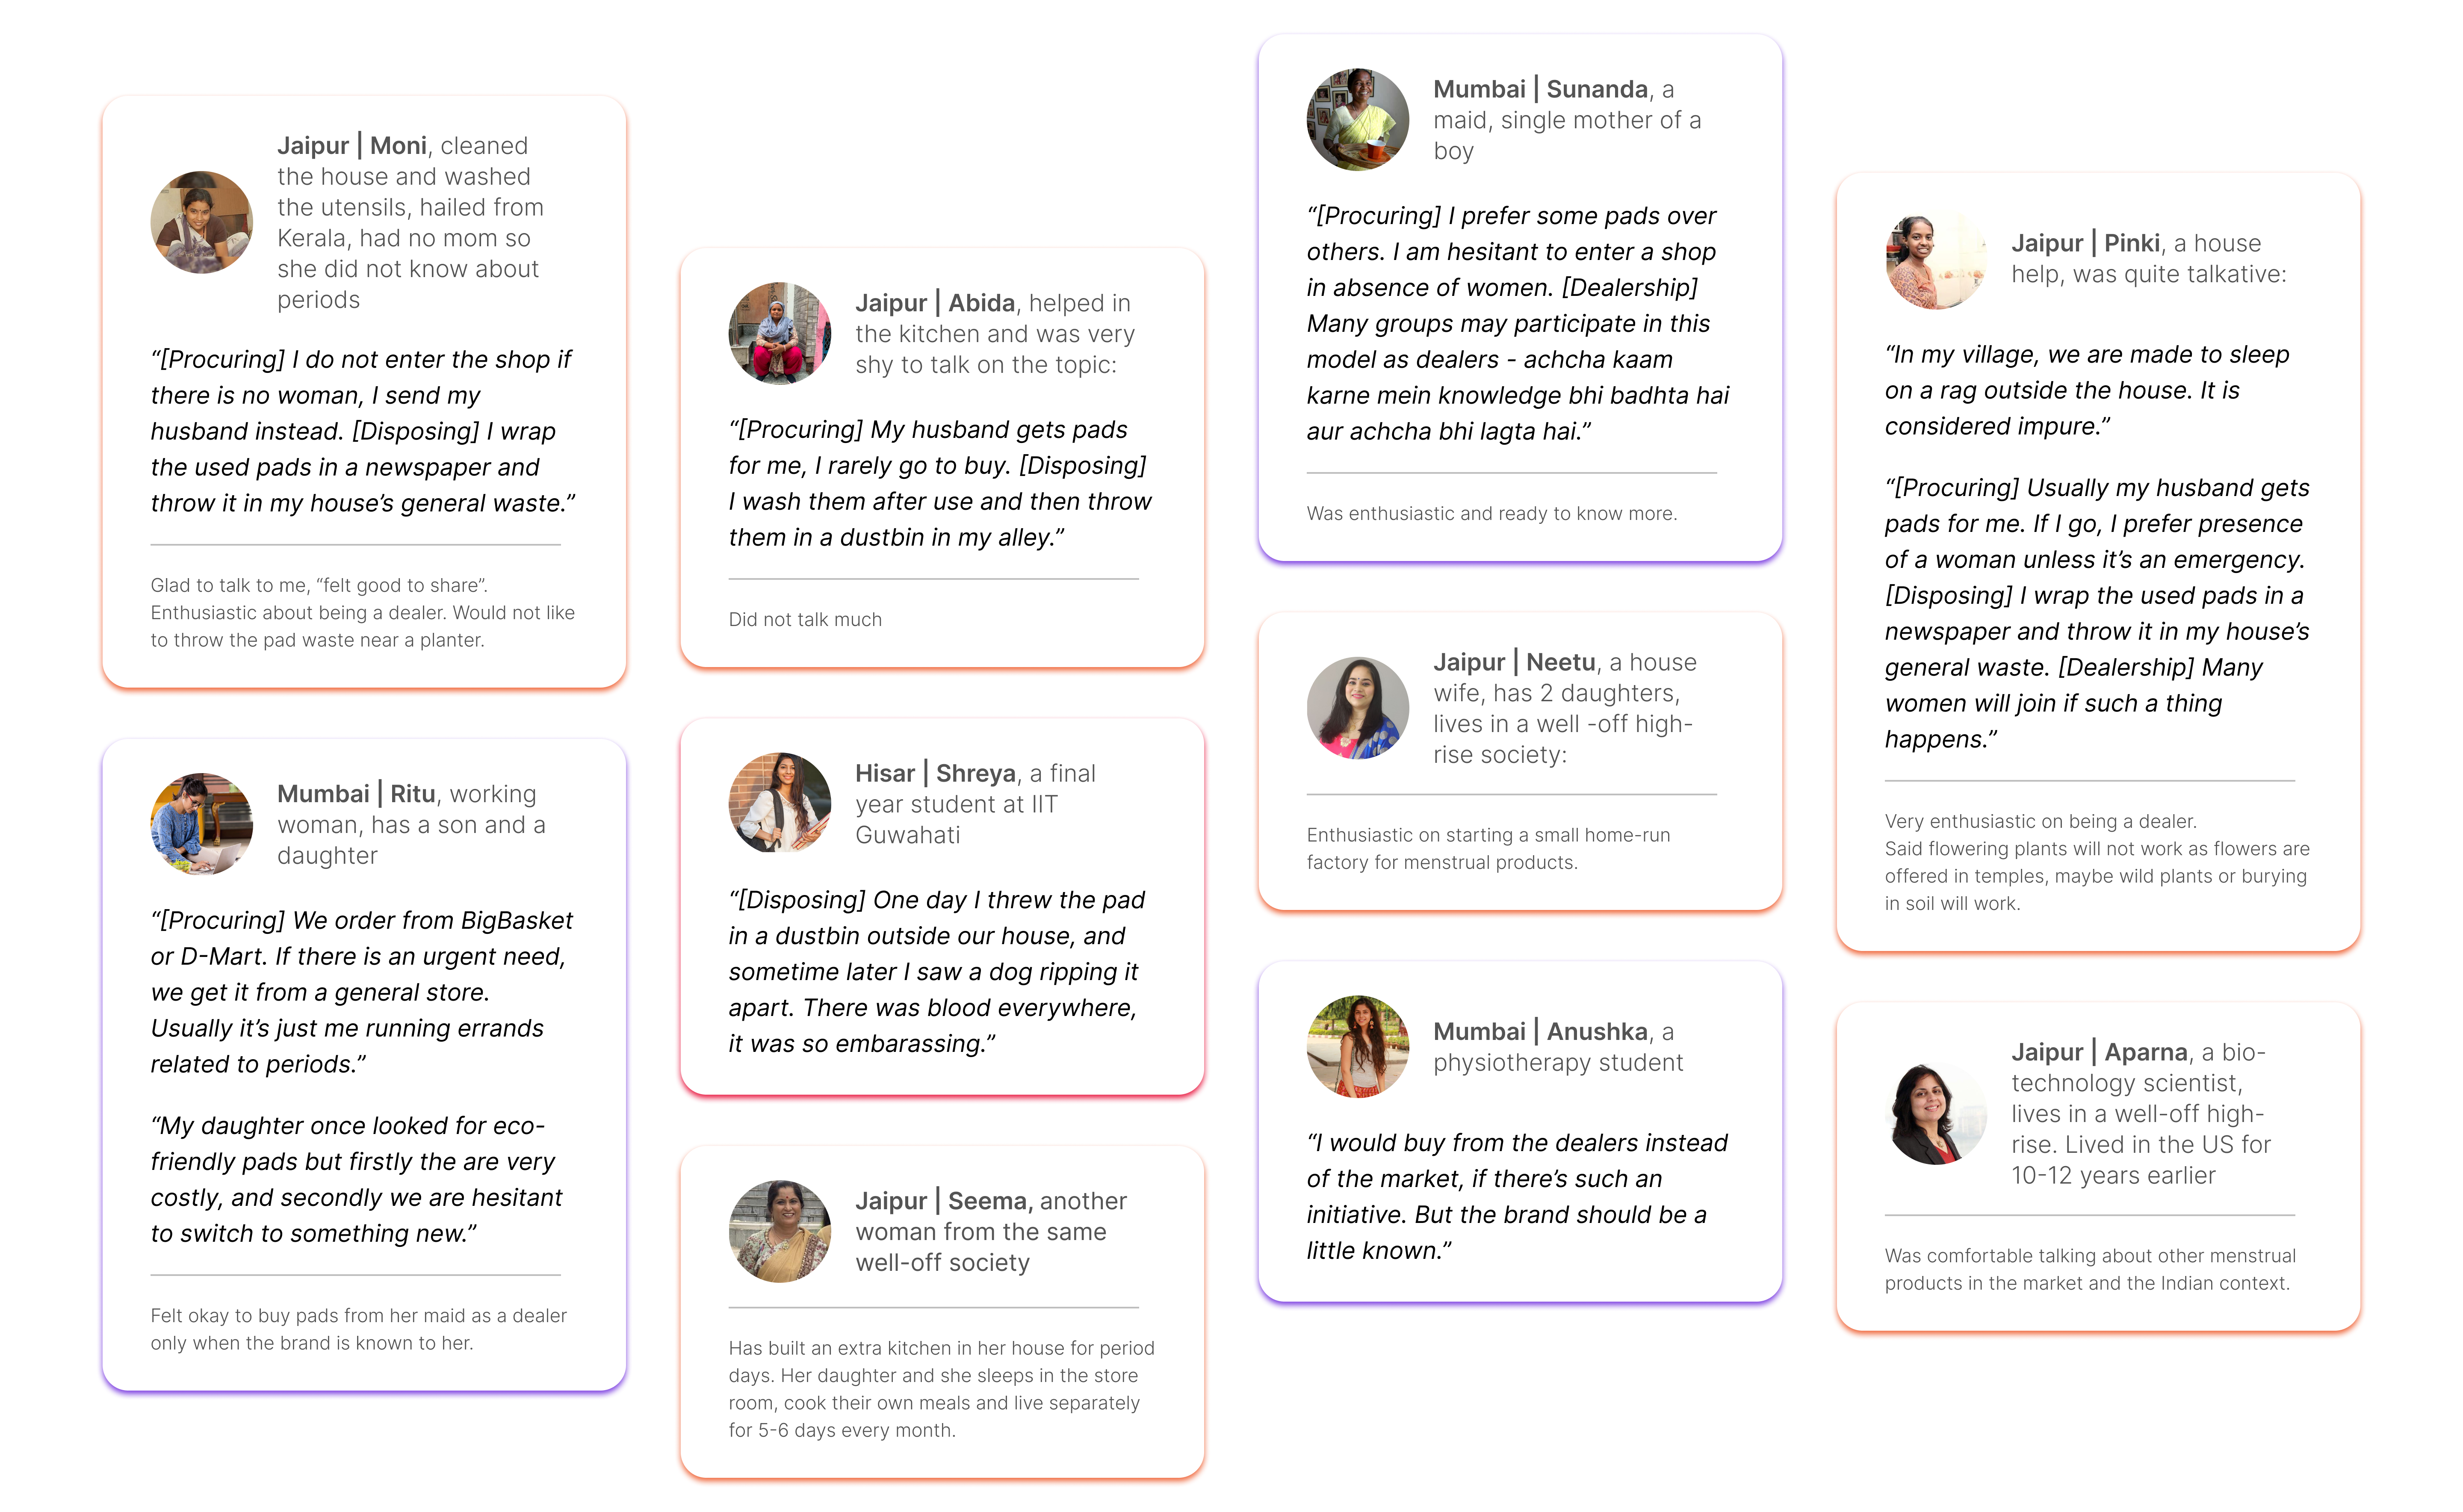 Jaipur | Moni, cleaned
the house and washed
the utensils, hailed from
Kerala, had no mom so
she did not know about
periods
“[Procuring] I do not enter the shop if
there is no woman, I send my
husband instead. [Disposing] I wrap
the used pads in a newspaper and
throw it in my house’s general waste.”
Glad to talk to me, “felt good to share”.
Enthusiastic about being a dealer. Would not like
to throw the pad waste near a planter.
Mumbai | Ritu, working
woman, has a son and a
daughter
“[Procuring] We order from BigBasket
or D-Mart. If there is an urgent need,
we get it from a general store.
Usually it’s just me running errands
related to periods.”
“My daughter once looked for eco-
friendly pads but firstly the are very
costly, and secondly we are hesitant
to switch to something new.”
Felt okay to buy pads from her maid as a dealer
only when the brand is known to her.
Jaipur | Abida, helped in
the kitchen and was very
shy to talk on the topic:
“[Procuring] My husband gets pads
for me, I rarely go to buy. [Disposing]
I wash them after use and then throw
them in a dustbin in my alley.”
Did not talk much
Hisar | Shreya, a final
year student at IIT
Guwahati
“[Disposing] One day I threw the pad
in a dustbin outside our house, and
sometime later I saw a dog ripping it
apart. There was blood everywhere,
it was so embarassing.”
Jaipur | Seema, another
woman from the same
well-off society
Has built an extra kitchen in her house for period
days. Her daughter and she sleeps in the store
room, cook their own meals and live separately
for 5-6 days every month.
Mumbai | Sunanda, a
maid, single mother of a
boy
“[Procuring] I prefer some pads over
others. I am hesitant to enter a shop
in absence of women. [Dealership]
Many groups may participate in this
model as dealers - achcha kaam
karne mein knowledge bhi badhta hai
aur achcha bhi lagta hai.”
Was enthusiastic and ready to know more.
Jaipur | Neetu, a house
wife, has 2 daughters,
lives in a well -off high-
rise society:
Enthusiastic on starting a small home-run
factory for menstrual products.
Mumbai | Anushka, a
physiotherapy student
“I would buy from the dealers instead
of the market, if there’s such an
initiative. But the brand should be a
little known.”
Jaipur | Pinki, a house
help, was quite talkative:
“In my village, we are made to sleep
on a rag outside the house. It is
considered impure.”
“[Procuring] Usually my husband gets
pads for me. If I go, I prefer presence
of a woman unless it’s an emergency.
[Disposing] I wrap the used pads in a
newspaper and throw it in my house’s
general waste. [Dealership] Many
women will join if such a thing
happens.”
Very enthusiastic on being a dealer.
Said flowering plants will not work as flowers are
offered in temples, maybe wild plants or burying
in soil will work.
Jaipur | Aparna, a bio-
technology scientist,
lives in a well-off high-
rise. Lived in the US for
10-12 years earlier
Was comfortable talking about other menstrual
products in the market and the Indian context.